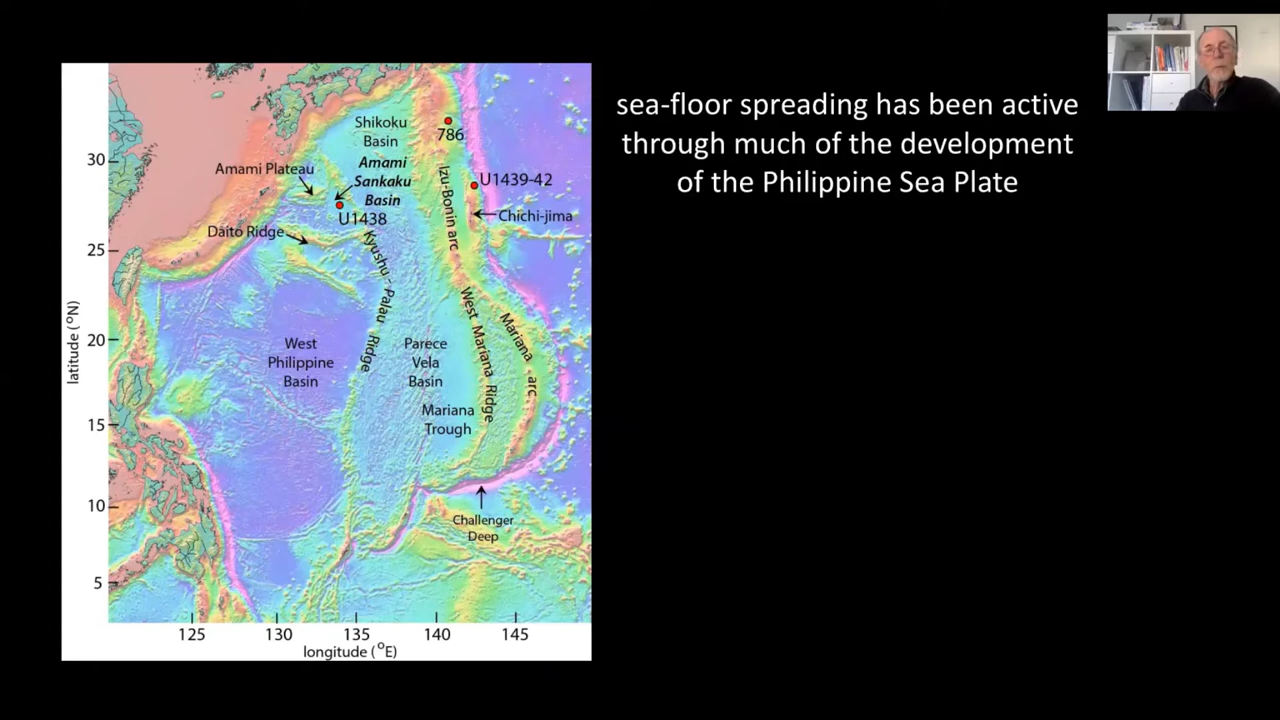 sea-floor spreading has been active
through much of the development
of the Philippine Sea Plate
Shikoku
Basin
786
Amami Plateau
Amami
Sankaku
Basin
U1439-42
U1438
Chichi-jima
Izu-Bonin arc
Daito Ridge
Kyushu - Palau Ridge
West Mariana Ridge
Mariana arc
West
Philippine
Basin
Parece
Vela
Basin
Mariana
Trough
Challenger
Deep
latitude (°N)
30
25
20
15
10
5
125 130 135 140 145
longitude (°E)